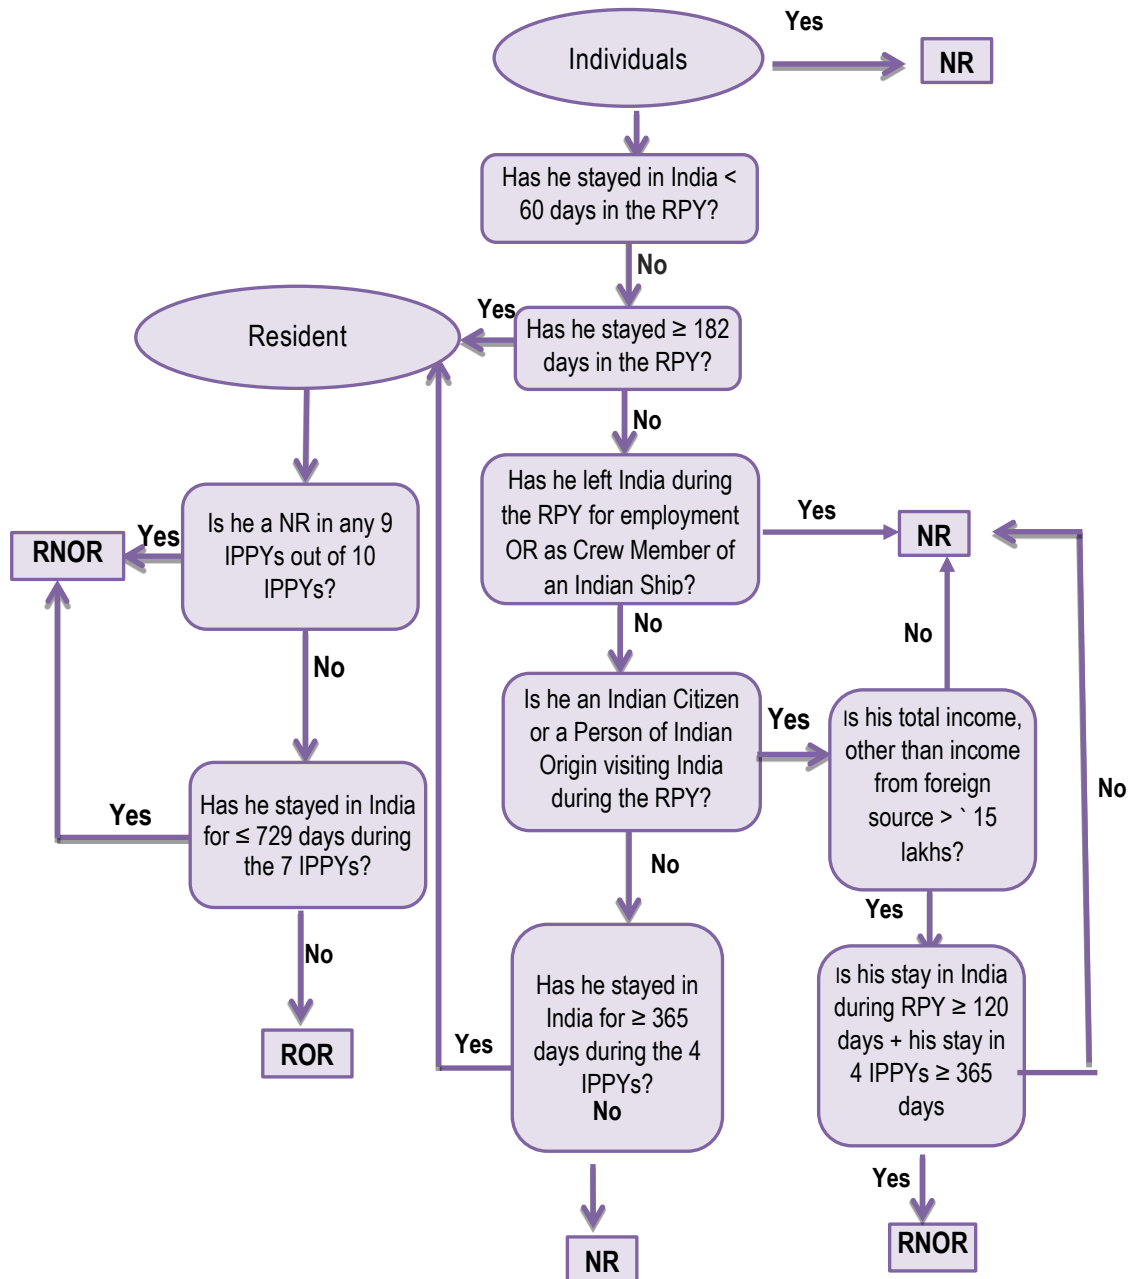 Yes
Individuals
NR
Has he stayed in India <
60 days in the RPY?
No
Yes
Resident
Has he stayed ≥ 182
days in the RPY?
No
Has he left India during
the RPY for employment
OR as Crew Member of
an Indian Ship?
Yes
NR
Is he a NR in any 9
IPPYs out of 10
IPPYs?
Yes
RNOR
No
No
No
Is he an Indian Citizen
or a Person of Indian
Origin visiting India
during the RPY?
Yes
Is his total income,
other than income
from foreign
source > ` 15
lakhs?
No
Has he stayed in India
for ≤ 729 days during
the 7 IPPYs?
Yes
No
Yes
No
Has he stayed in
India for ≥ 365
days during the 4
IPPYs?
No
Yes
Is his stay in India
during RPY ≥ 120
days + his stay in
4 IPPYs ≥ 365
days
ROR
Yes
NR
RNOR